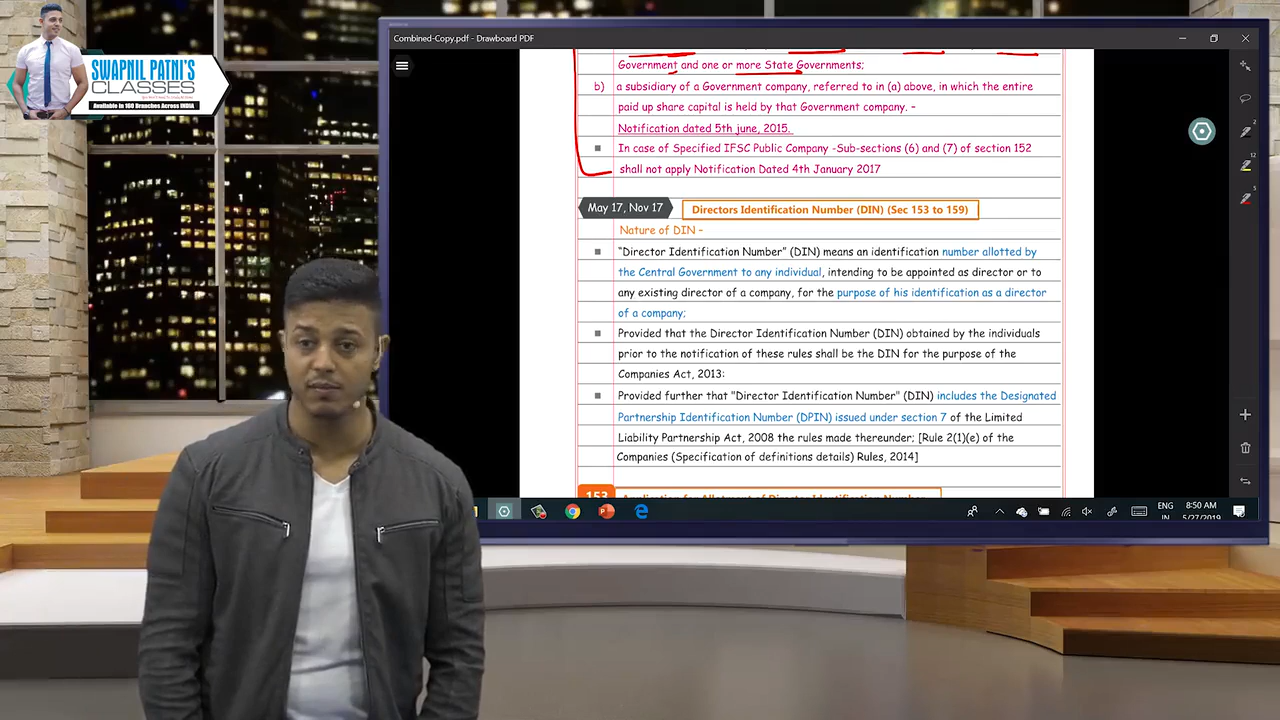 SWAPNIL PATNI'S
CLASSES
Available in 160 Branches Across INDIA
Combined-Copy.pdf - Drawboard PDF
Government and one or more State Governments;
b) a subsidiary of a Government company, referred to in (a) above, in which the entire
paid up share capital is held by that Government company. –
Notification dated 5th june, 2015.
■ In case of Specified IFSC Public Company -Sub-sections (6) and (7) of section 152
shall not apply Notification Dated 4th January 2017
May 17, Nov 17 Directors Identification Number (DIN) (Sec 153 to 159)
Nature of DIN –
■ "Director Identification Number" (DIN) means an identification number allotted by
the Central Government to any individual, intending to be appointed as director or to
any existing director of a company, for the purpose of his identification as a director
of a company;
■ Provided that the Director Identification Number (DIN) obtained by the individuals
prior to the notification of these rules shall be the DIN for the purpose of the
Companies Act, 2013:
■ Provided further that "Director Identification Number" (DIN) includes the Designated
Partnership Identification Number (DPIN) issued under section 7 of the Limited
Liability Partnership Act, 2008 the rules made thereunder; [Rule 2(1)(e) of the
Companies (Specification of definitions details) Rules, 2014]
153 Application for Allotment of Director Identification Number
ENG
IN
8:50 AM
5/27/2019